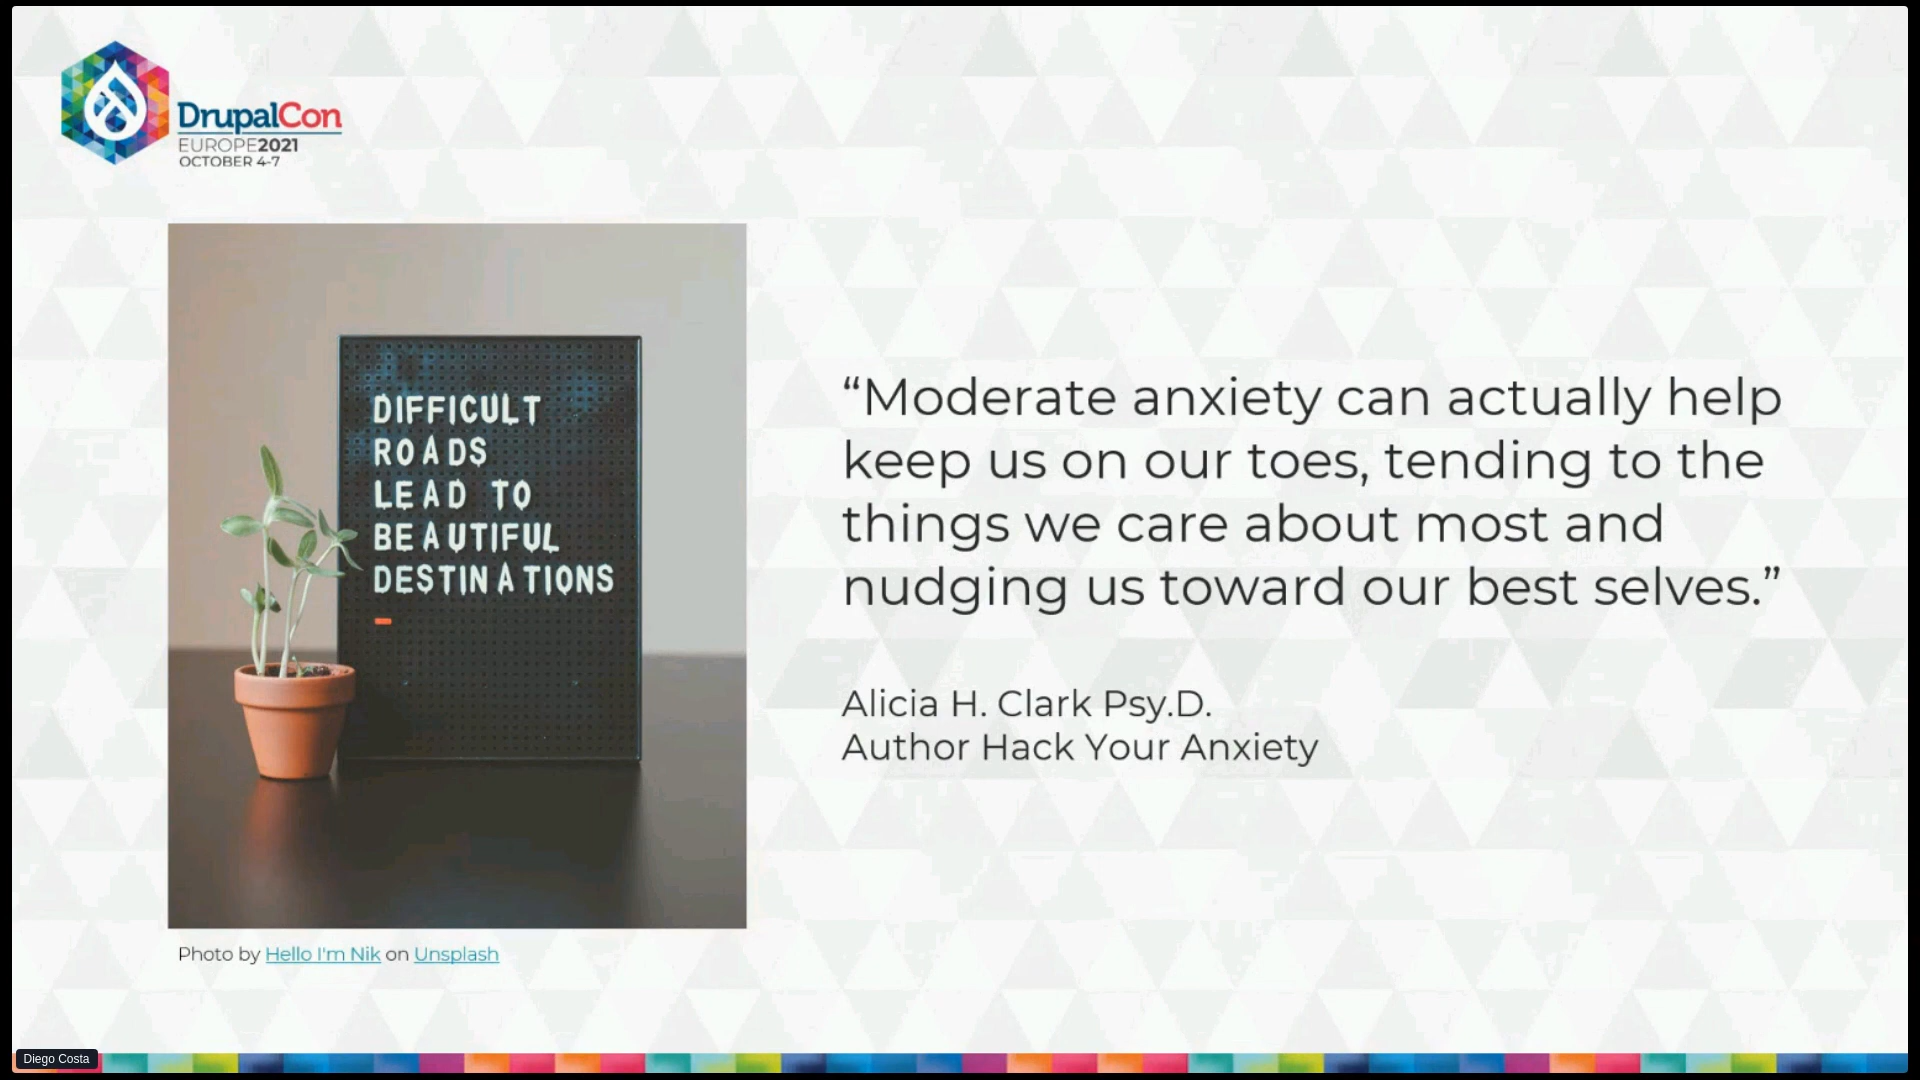 DrupalCon
EUROPE2021
OCTOBER 4-7
DIFFICULT
ROADS
LEAD TO
BEAUTIFUL
DESTINATIONS
“Moderate anxiety can actually help
keep us on our toes, tending to the
things we care about most and
nudging us toward our best selves.”
Alicia H. Clark Psy.D.
Author Hack Your Anxiety
Photo by Hello I'm Nik on Unsplash
Diego Costa